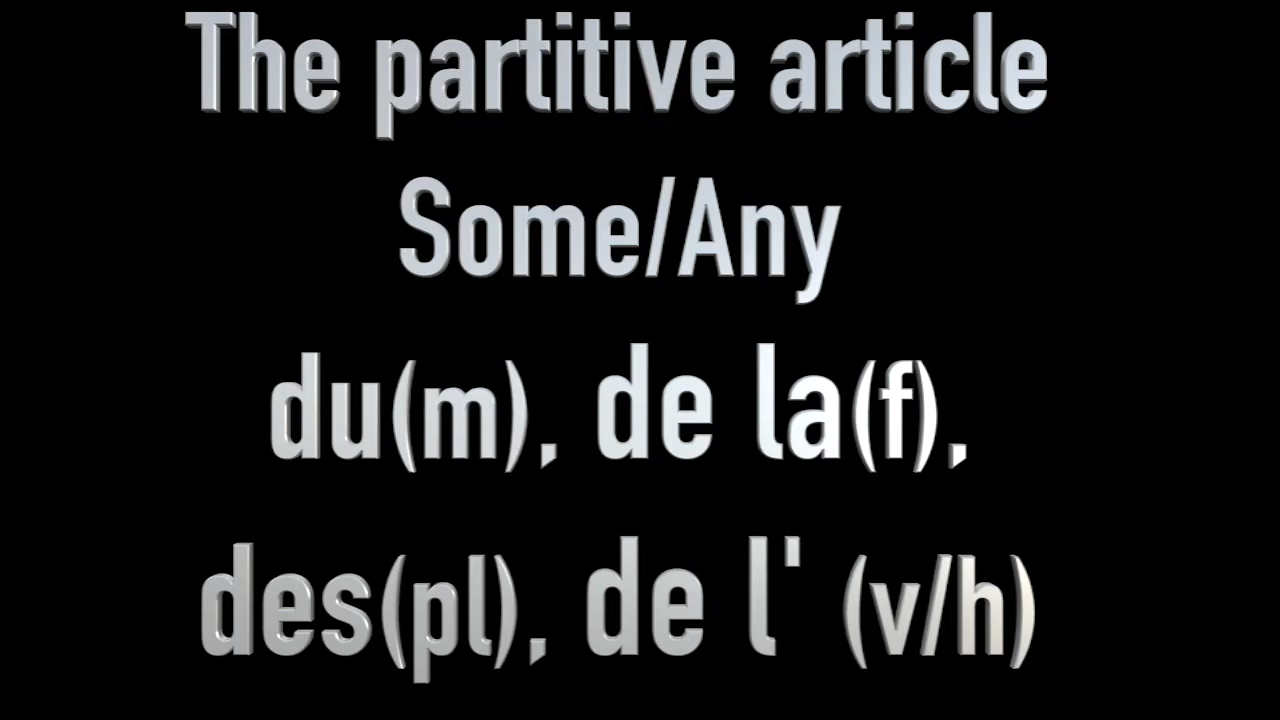 The partitive article
Some/Any
du(m), de la(f),
des(pl), de l' (v/h)